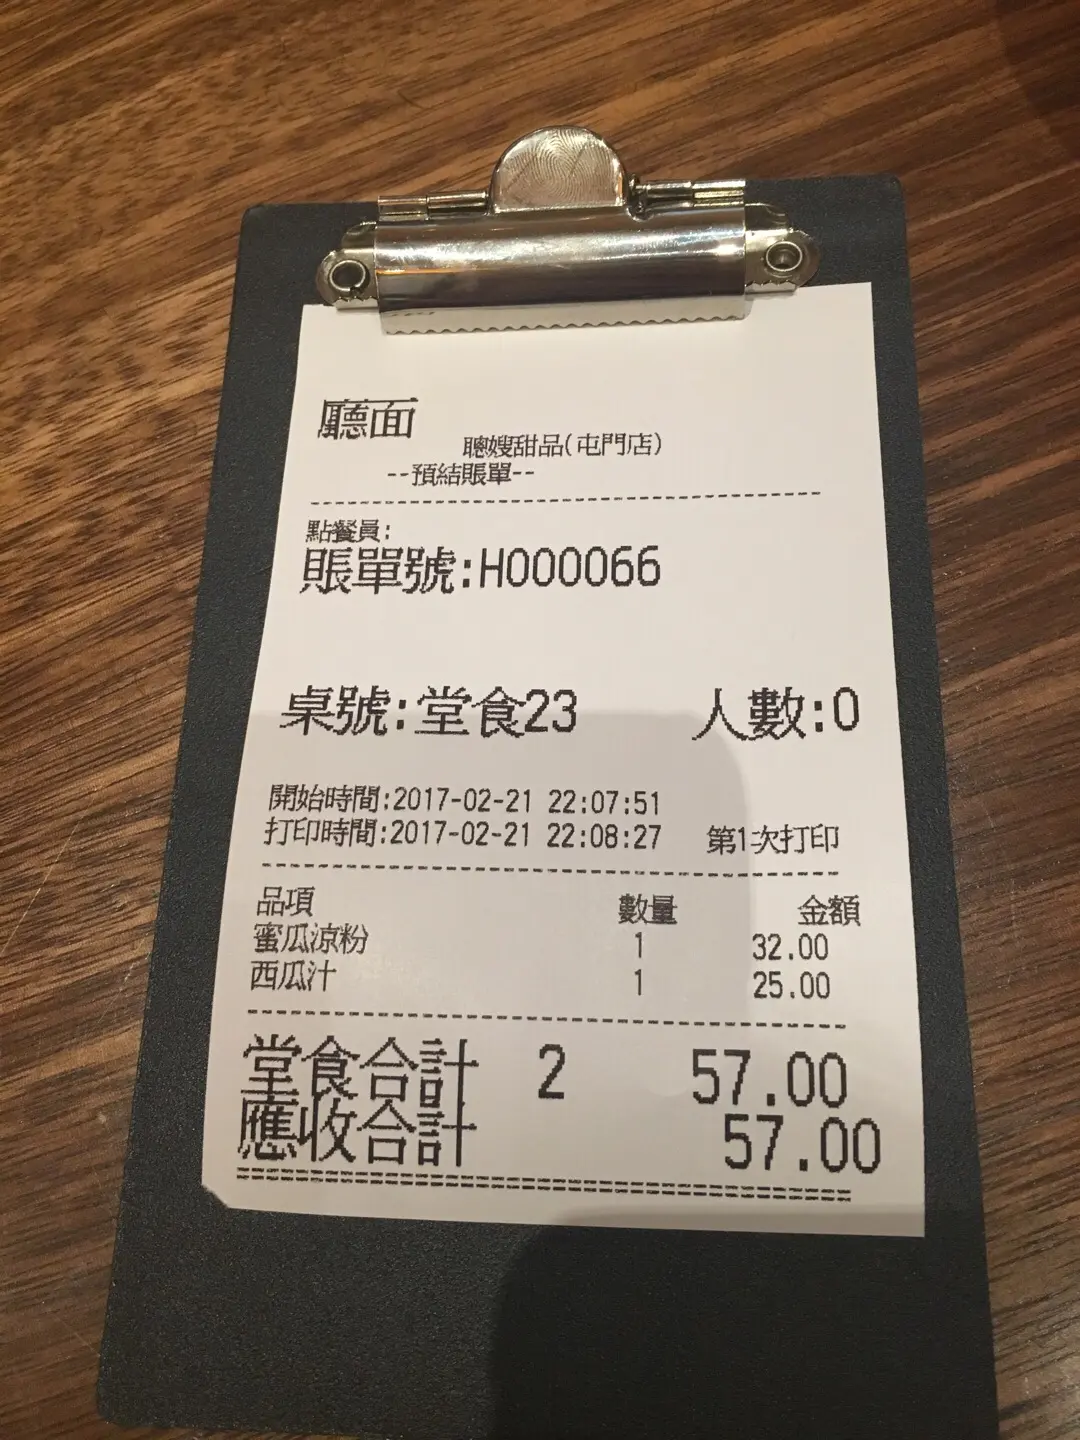 廳面
聰嫂甜品(屯門店)
--預結賬單--
點餐員:
賬單號:H000066
桌號:堂食23 人數:0
開始時間:2017-02-21 22:07:51
打印時間:2017-02-21 22:08:27 第1次打印
品項 數量 金額
蜜瓜涼粉 1 32.00
西瓜汁 1 25.00
堂食合計 2 57.00
應收合計 57.00